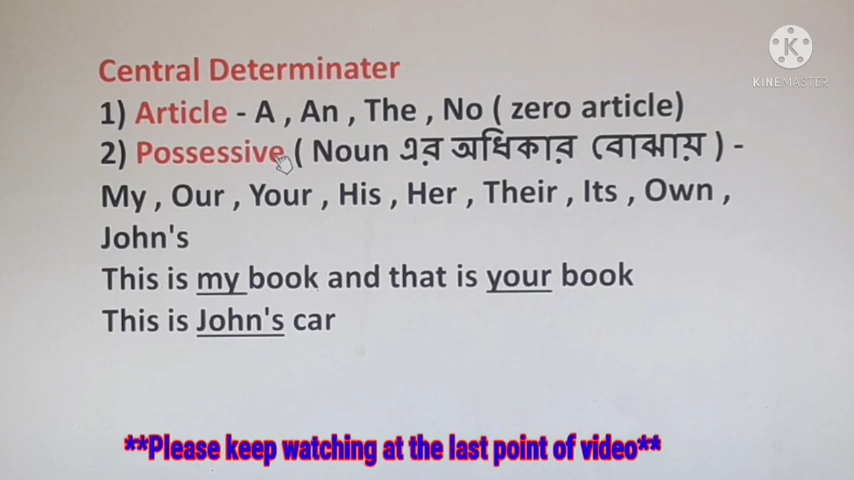 Central Determinater
KINEMASTER
1) Article - A , An , The , No ( zero article)
2) Possessive ( Noun এর অধিকার বোঝায় ) -
My , Our , Your , His , Her , Their , Its , Own ,
John's
This is my book and that is your book
This is John's car
**Please keep watching at the last point of video**